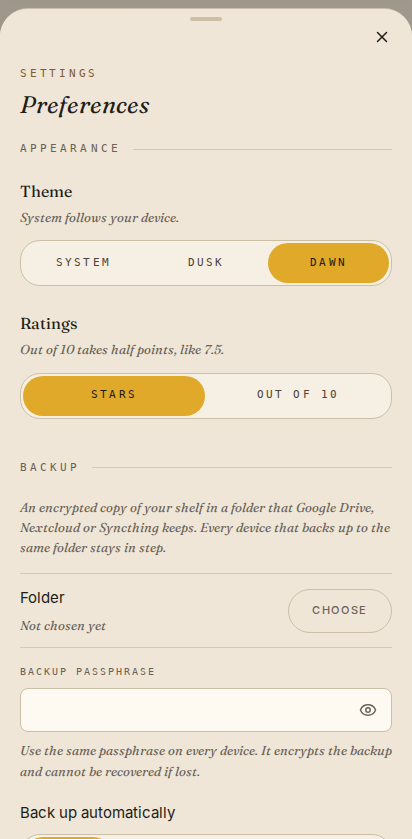 SETTINGS
Preferences
APPEARANCE
Theme
System follows your device.
SYSTEM DUSK DAWN
Ratings
Out of 10 takes half points, like 7.5.
STARS OUT OF 10
BACKUP
An encrypted copy of your shelf in a folder that Google Drive,
Nextcloud or Syncthing keeps. Every device that backs up to the
same folder stays in step.
Folder
Not chosen yet
CHOOSE
BACKUP PASSPHRASE
Use the same passphrase on every device. It encrypts the backup
and cannot be recovered if lost.
Back up automatically